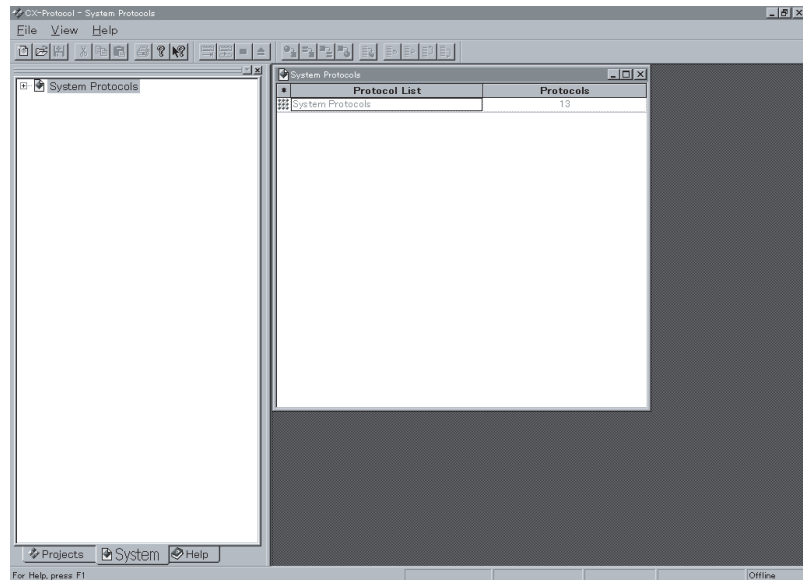 CX-Protocol - System Protocols
File View Help
System Protocols
System Protocols
* Protocol List Protocols
System Protocols 13
Projects System Help
For Help, press F1 Offline